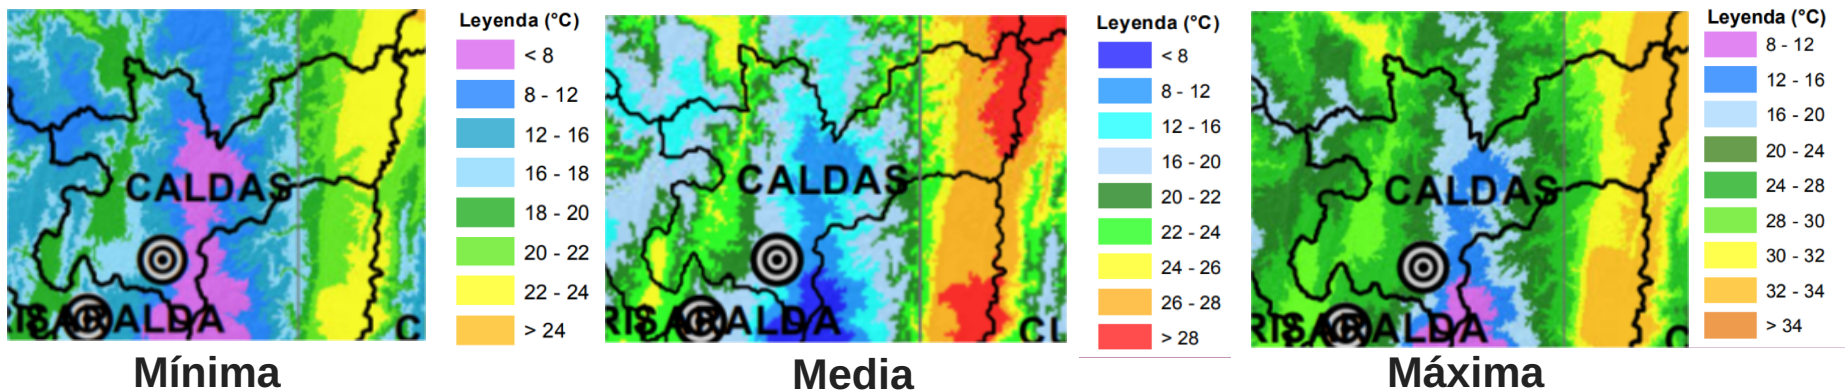 Leyenda (°C)
< 8
8 - 12
12 - 16
16 - 18
18 - 20
20 - 22
22 - 24
> 24
CALDAS
RISARALDA
C
Mínima
Leyenda (°C)
< 8
8 - 12
12 - 16
16 - 20
20 - 22
22 - 24
24 - 26
26 - 28
> 28
CALDAS
RISARALDA
CU
Media
Leyenda (°C)
8 - 12
12 - 16
16 - 20
20 - 24
24 - 28
28 - 30
30 - 32
32 - 34
> 34
CALDAS
RISARALDA
C
Máxima